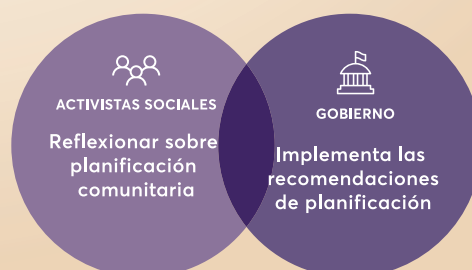 ACTIVISTAS SOCIALES
Reflexionar sobre
planificación
comunitaria
GOBIERNO
Implementa las
recomendaciones
de planificación